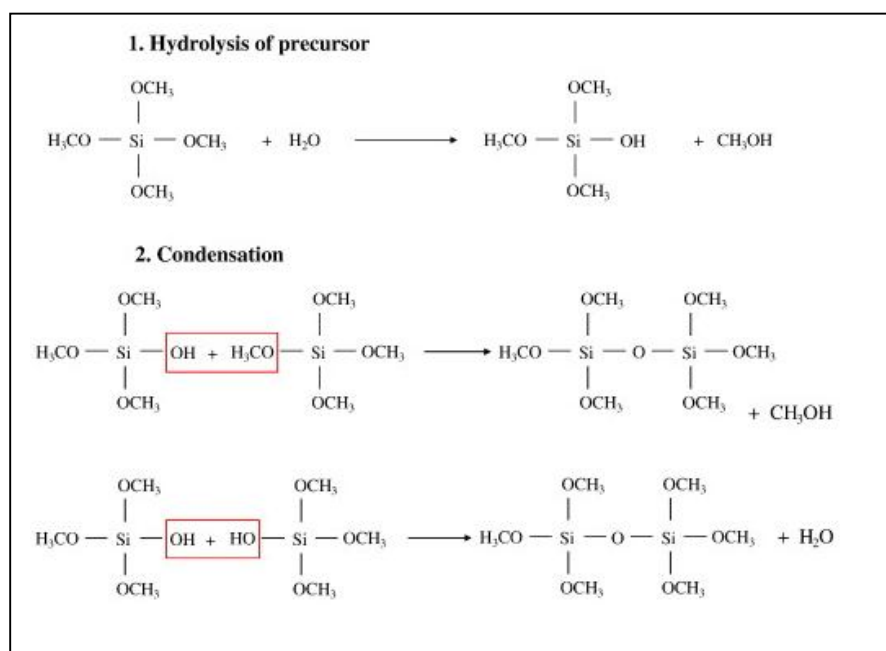 1. Hydrolysis of precursor
OCH₃ OCH₃
H₃CO — Si — OCH₃ + H₂O ⟶ H₃CO — Si — OH + CH₃OH
OCH₃ OCH₃
2. Condensation
OCH₃ OCH₃ OCH₃ OCH₃
H₃CO — Si — OH + H₃CO — Si — OCH₃ ⟶ H₃CO — Si — O — Si — OCH₃
OCH₃ OCH₃ OCH₃ OCH₃
+ CH₃OH
OCH₃ OCH₃ OCH₃ OCH₃
H₃CO — Si — OH + HO — Si — OCH₃ ⟶ H₃CO — Si — O — Si — OCH₃ + H₂O
OCH₃ OCH₃ OCH₃ OCH₃